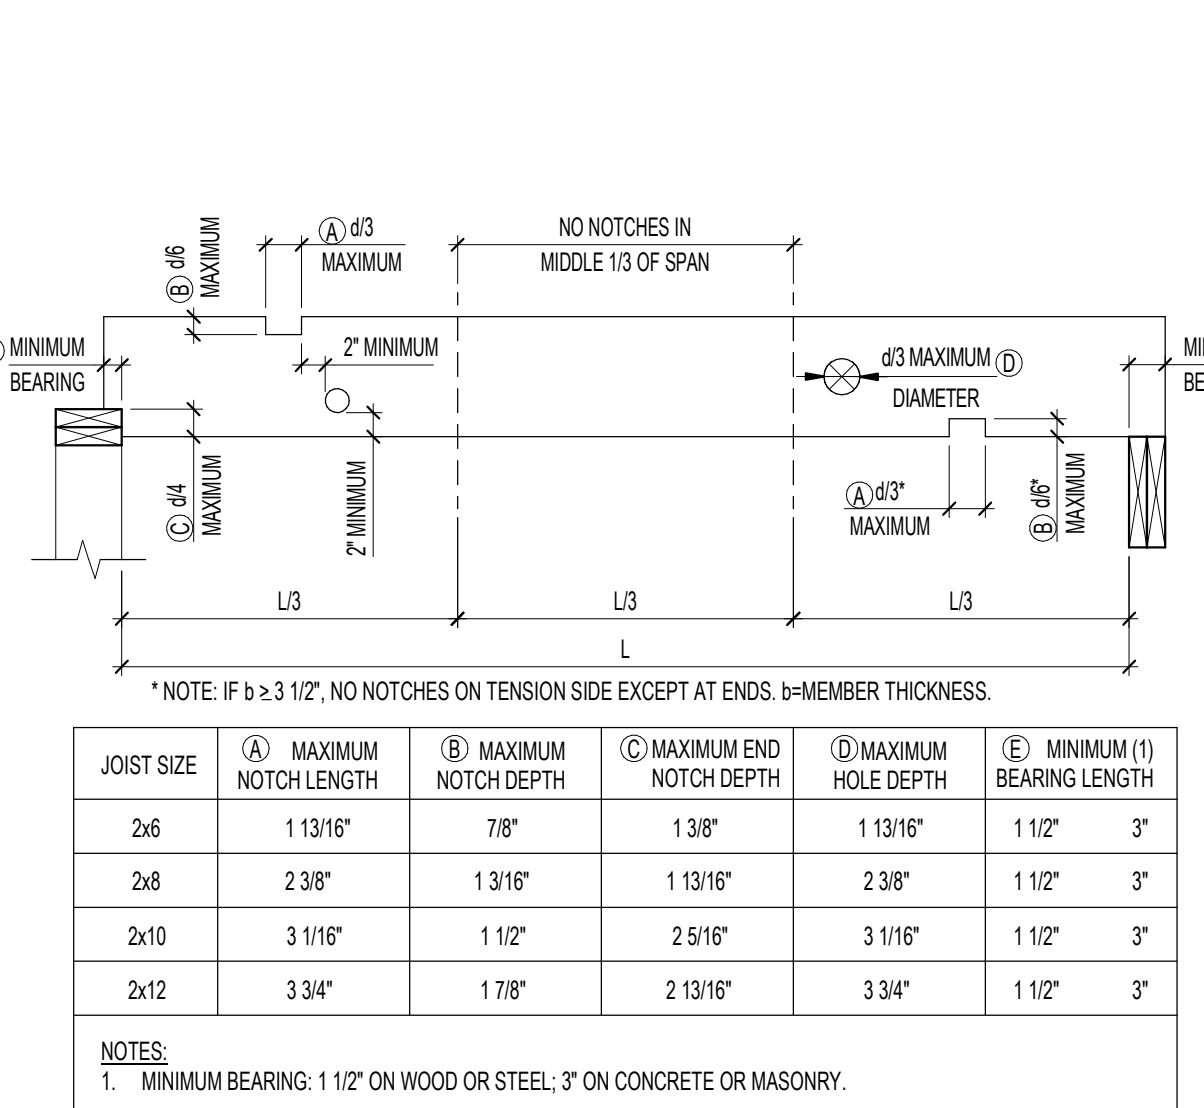 Ⓐ d/3
MAXIMUM
NO NOTCHES IN
MIDDLE 1/3 OF SPAN
Ⓑ d/6
MAXIMUM
MINIMUM
BEARING
2" MINIMUM
d/3 MAXIMUM Ⓓ
DIAMETER
MI
BE
Ⓒ d/4
MAXIMUM
2" MINIMUM
Ⓐ d/3*
MAXIMUM
Ⓑ d/6*
MAXIMUM
L/3
L/3
L/3
L
* NOTE: IF b ≥ 3 1/2", NO NOTCHES ON TENSION SIDE EXCEPT AT ENDS. b=MEMBER THICKNESS.
JOIST SIZE
Ⓐ MAXIMUM
NOTCH LENGTH
Ⓑ MAXIMUM
NOTCH DEPTH
Ⓒ MAXIMUM END
NOTCH DEPTH
Ⓓ MAXIMUM
HOLE DEPTH
Ⓔ MINIMUM (1)
BEARING LENGTH
2x6 1 13/16" 7/8" 1 3/8" 1 13/16" 1 1/2" 3"
2x8 2 3/8" 1 3/16" 1 13/16" 2 3/8" 1 1/2" 3"
2x10 3 1/16" 1 1/2" 2 5/16" 3 1/16" 1 1/2" 3"
2x12 3 3/4" 1 7/8" 2 13/16" 3 3/4" 1 1/2" 3"
NOTES:
1. MINIMUM BEARING: 1 1/2" ON WOOD OR STEEL; 3" ON CONCRETE OR MASONRY.